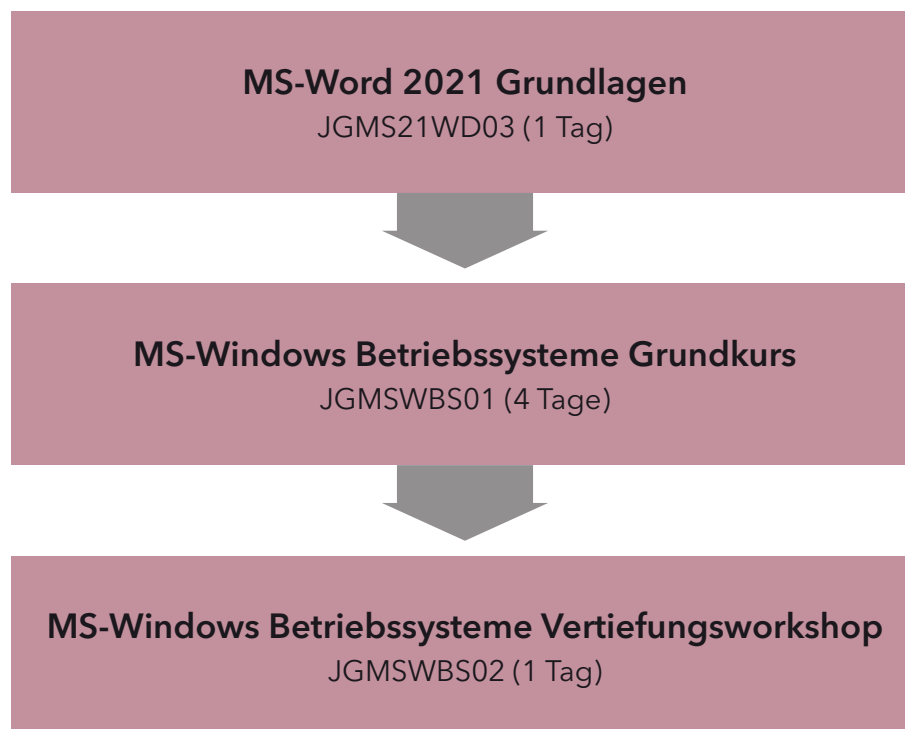 MS-Word 2021 Grundlagen
JGMS21WD03 (1 Tag)
MS-Windows Betriebssysteme Grundkurs
JGMSWBS01 (4 Tage)
MS-Windows Betriebssysteme Vertiefungsworkshop
JGMSWBS02 (1 Tag)